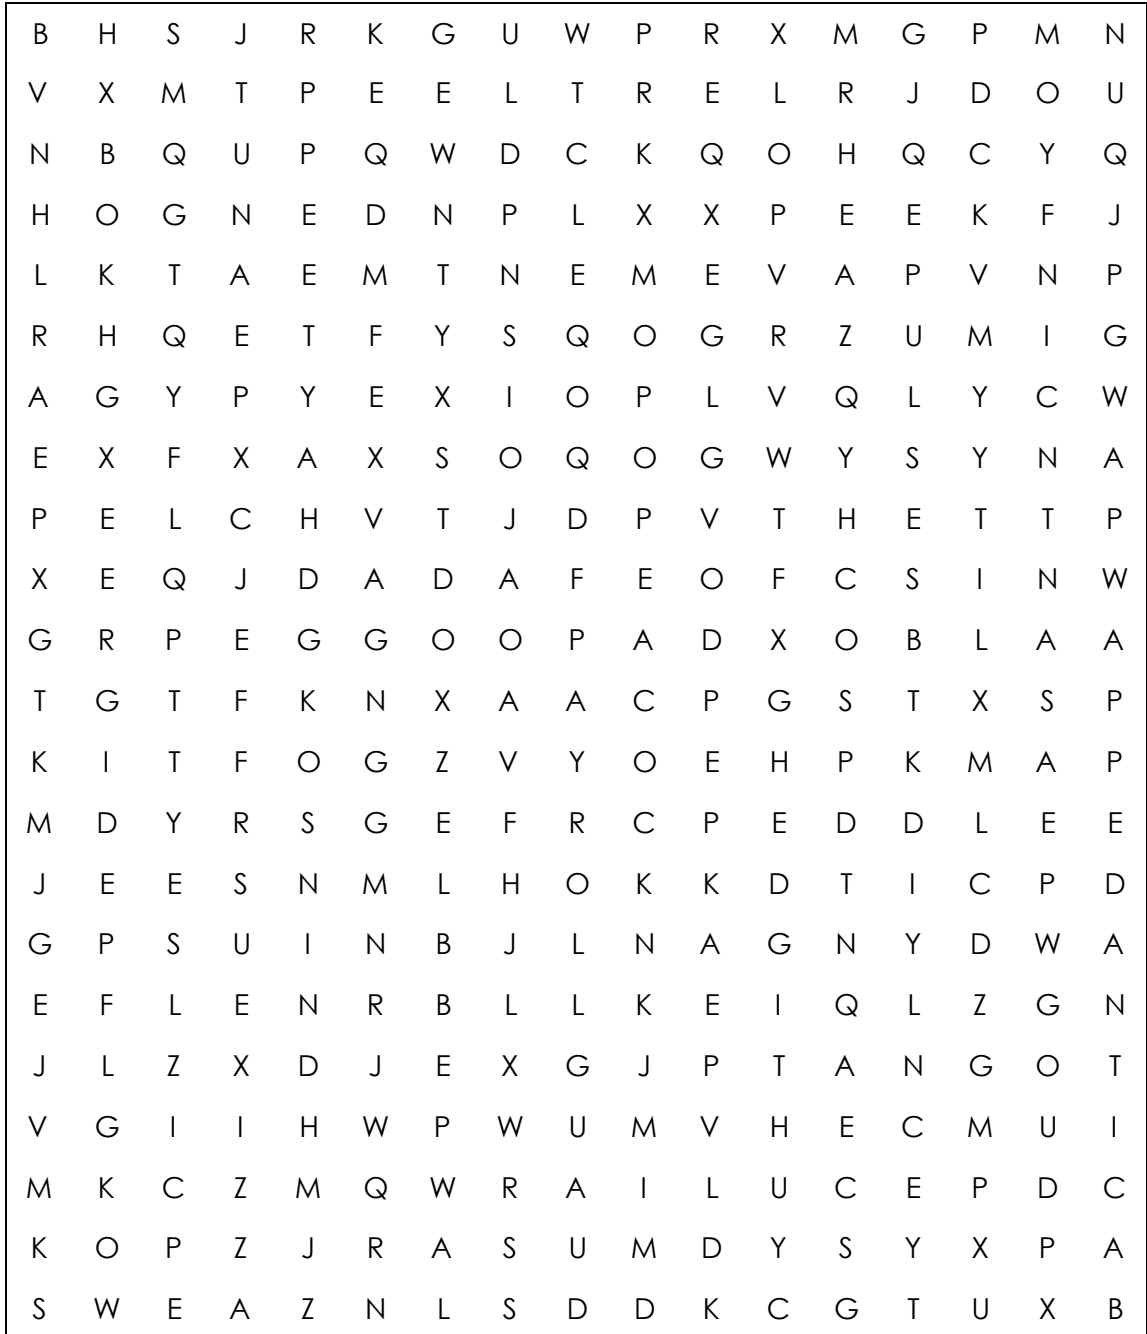 B H S J R K G U W P R X M G P M N
V X M T P E E L T R E L R J D O U
N B Q U P Q W D C K Q O H Q C Y Q
H O G N E D N P L X X P E E K F J
L K T A E M T N E M E V A P V N P
R H Q E T F Y S Q O G R Z U M I G
A G Y P Y E X I O P L V Q L Y C W
E X F X A X S O Q O G W Y S Y N A
P E L C H V T J D P V T H E T T P
X E Q J D A D A F E O F C S I N W
G R P E G G O O P A D X O B L A A
T G T F K N X A A C P G S T X S P
K I T F O G Z V Y O E H P K M A P
M D Y R S G E F R C P E D D L E E
J E E S N M L H O K K D T I C P D
G P S U I N B J L N A G N Y D W A
E F L E N R B L L K E I Q L Z G N
J L Z X D J E X G J P T A N G O T
V G I I H W P W U M V H E C M U I
M K C Z M Q W R A I L U C E P D C
K O P Z J R A S U M D Y S Y X P A
S W E A Z N L S D D K C G T U X B